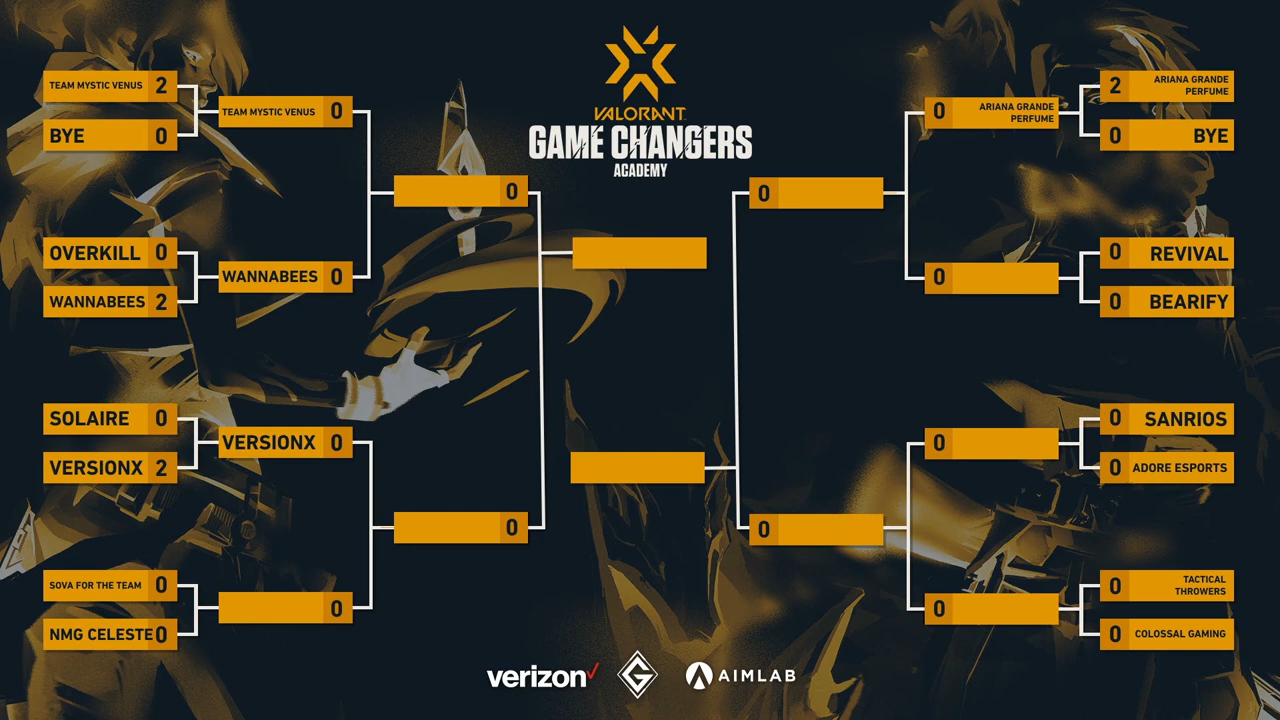 VALORANT
GAME CHANGERS
ACADEMY
TEAM MYSTIC VENUS 2
BYE 0
TEAM MYSTIC VENUS 0
OVERKILL 0
WANNABEES 2
WANNABEES 0
0
SOLAIRE 0
VERSIONX 2
VERSIONX 0
SOVA FOR THE TEAM 0
NMG CELESTE 0
0
0
0
0
0 ARIANA GRANDE
PERFUME
2 ARIANA GRANDE
PERFUME
0 BYE
0
0 REVIVAL
0 BEARIFY
0
0 SANRIOS
0 ADORE ESPORTS
0
0 TACTICAL
THROWERS
0 COLOSSAL GAMING
verizon
G
AIMLAB